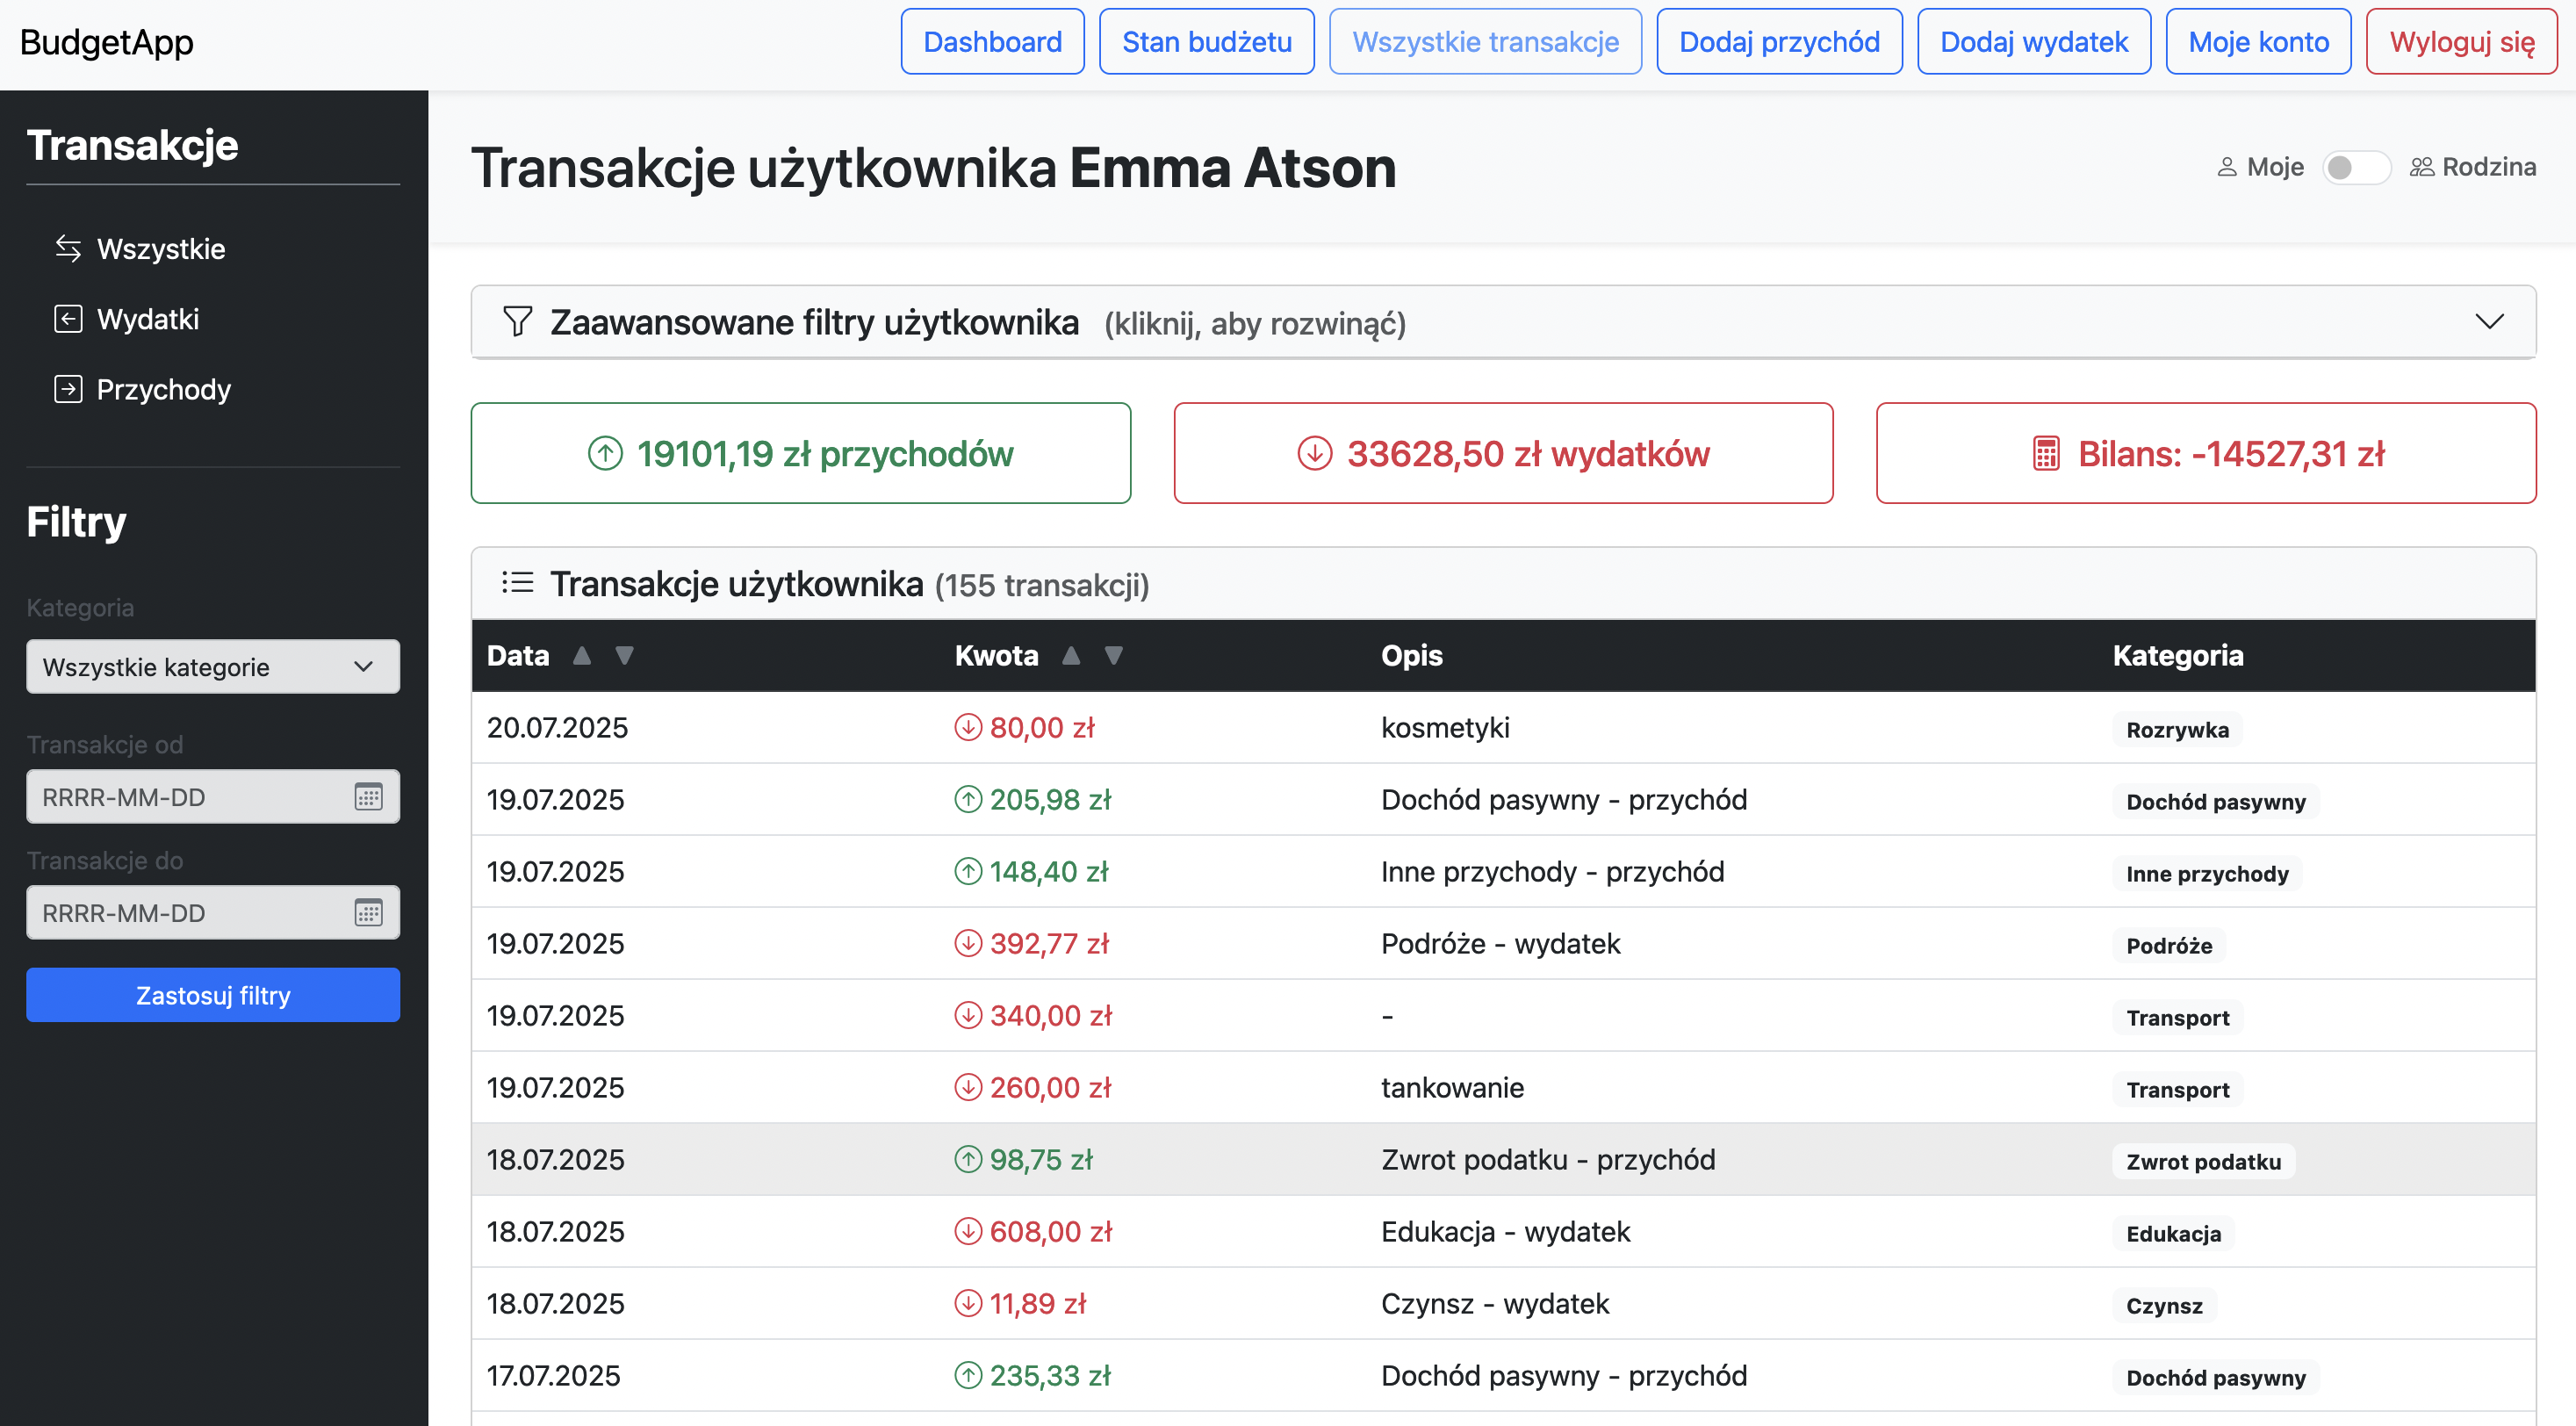 BudgetApp Dashboard Stan budżetu Wszystkie transakcje Dodaj przychód Dodaj wydatek Moje konto Wyloguj się
Transakcje
Wszystkie
Wydatki
Przychody
Filtry
Kategoria
Wszystkie kategorie
Transakcje od
RRRR-MM-DD
Transakcje do
RRRR-MM-DD
Zastosuj filtry
Transakcje użytkownika Emma Atson Moje Rodzina
Zaawansowane filtry użytkownika (kliknij, aby rozwinąć)
19101,19 zł przychodów 33628,50 zł wydatków Bilans: -14527,31 zł
Transakcje użytkownika (155 transakcji)
Data ▲ ▼ Kwota ▲ ▼ Opis Kategoria
20.07.2025 80,00 zł kosmetyki Rozrywka
19.07.2025 205,98 zł Dochód pasywny - przychód Dochód pasywny
19.07.2025 148,40 zł Inne przychody - przychód Inne przychody
19.07.2025 392,77 zł Podróże - wydatek Podróże
19.07.2025 340,00 zł - Transport
19.07.2025 260,00 zł tankowanie Transport
18.07.2025 98,75 zł Zwrot podatku - przychód Zwrot podatku
18.07.2025 608,00 zł Edukacja - wydatek Edukacja
18.07.2025 11,89 zł Czynsz - wydatek Czynsz
17.07.2025 235,33 zł Dochód pasywny - przychód Dochód pasywny